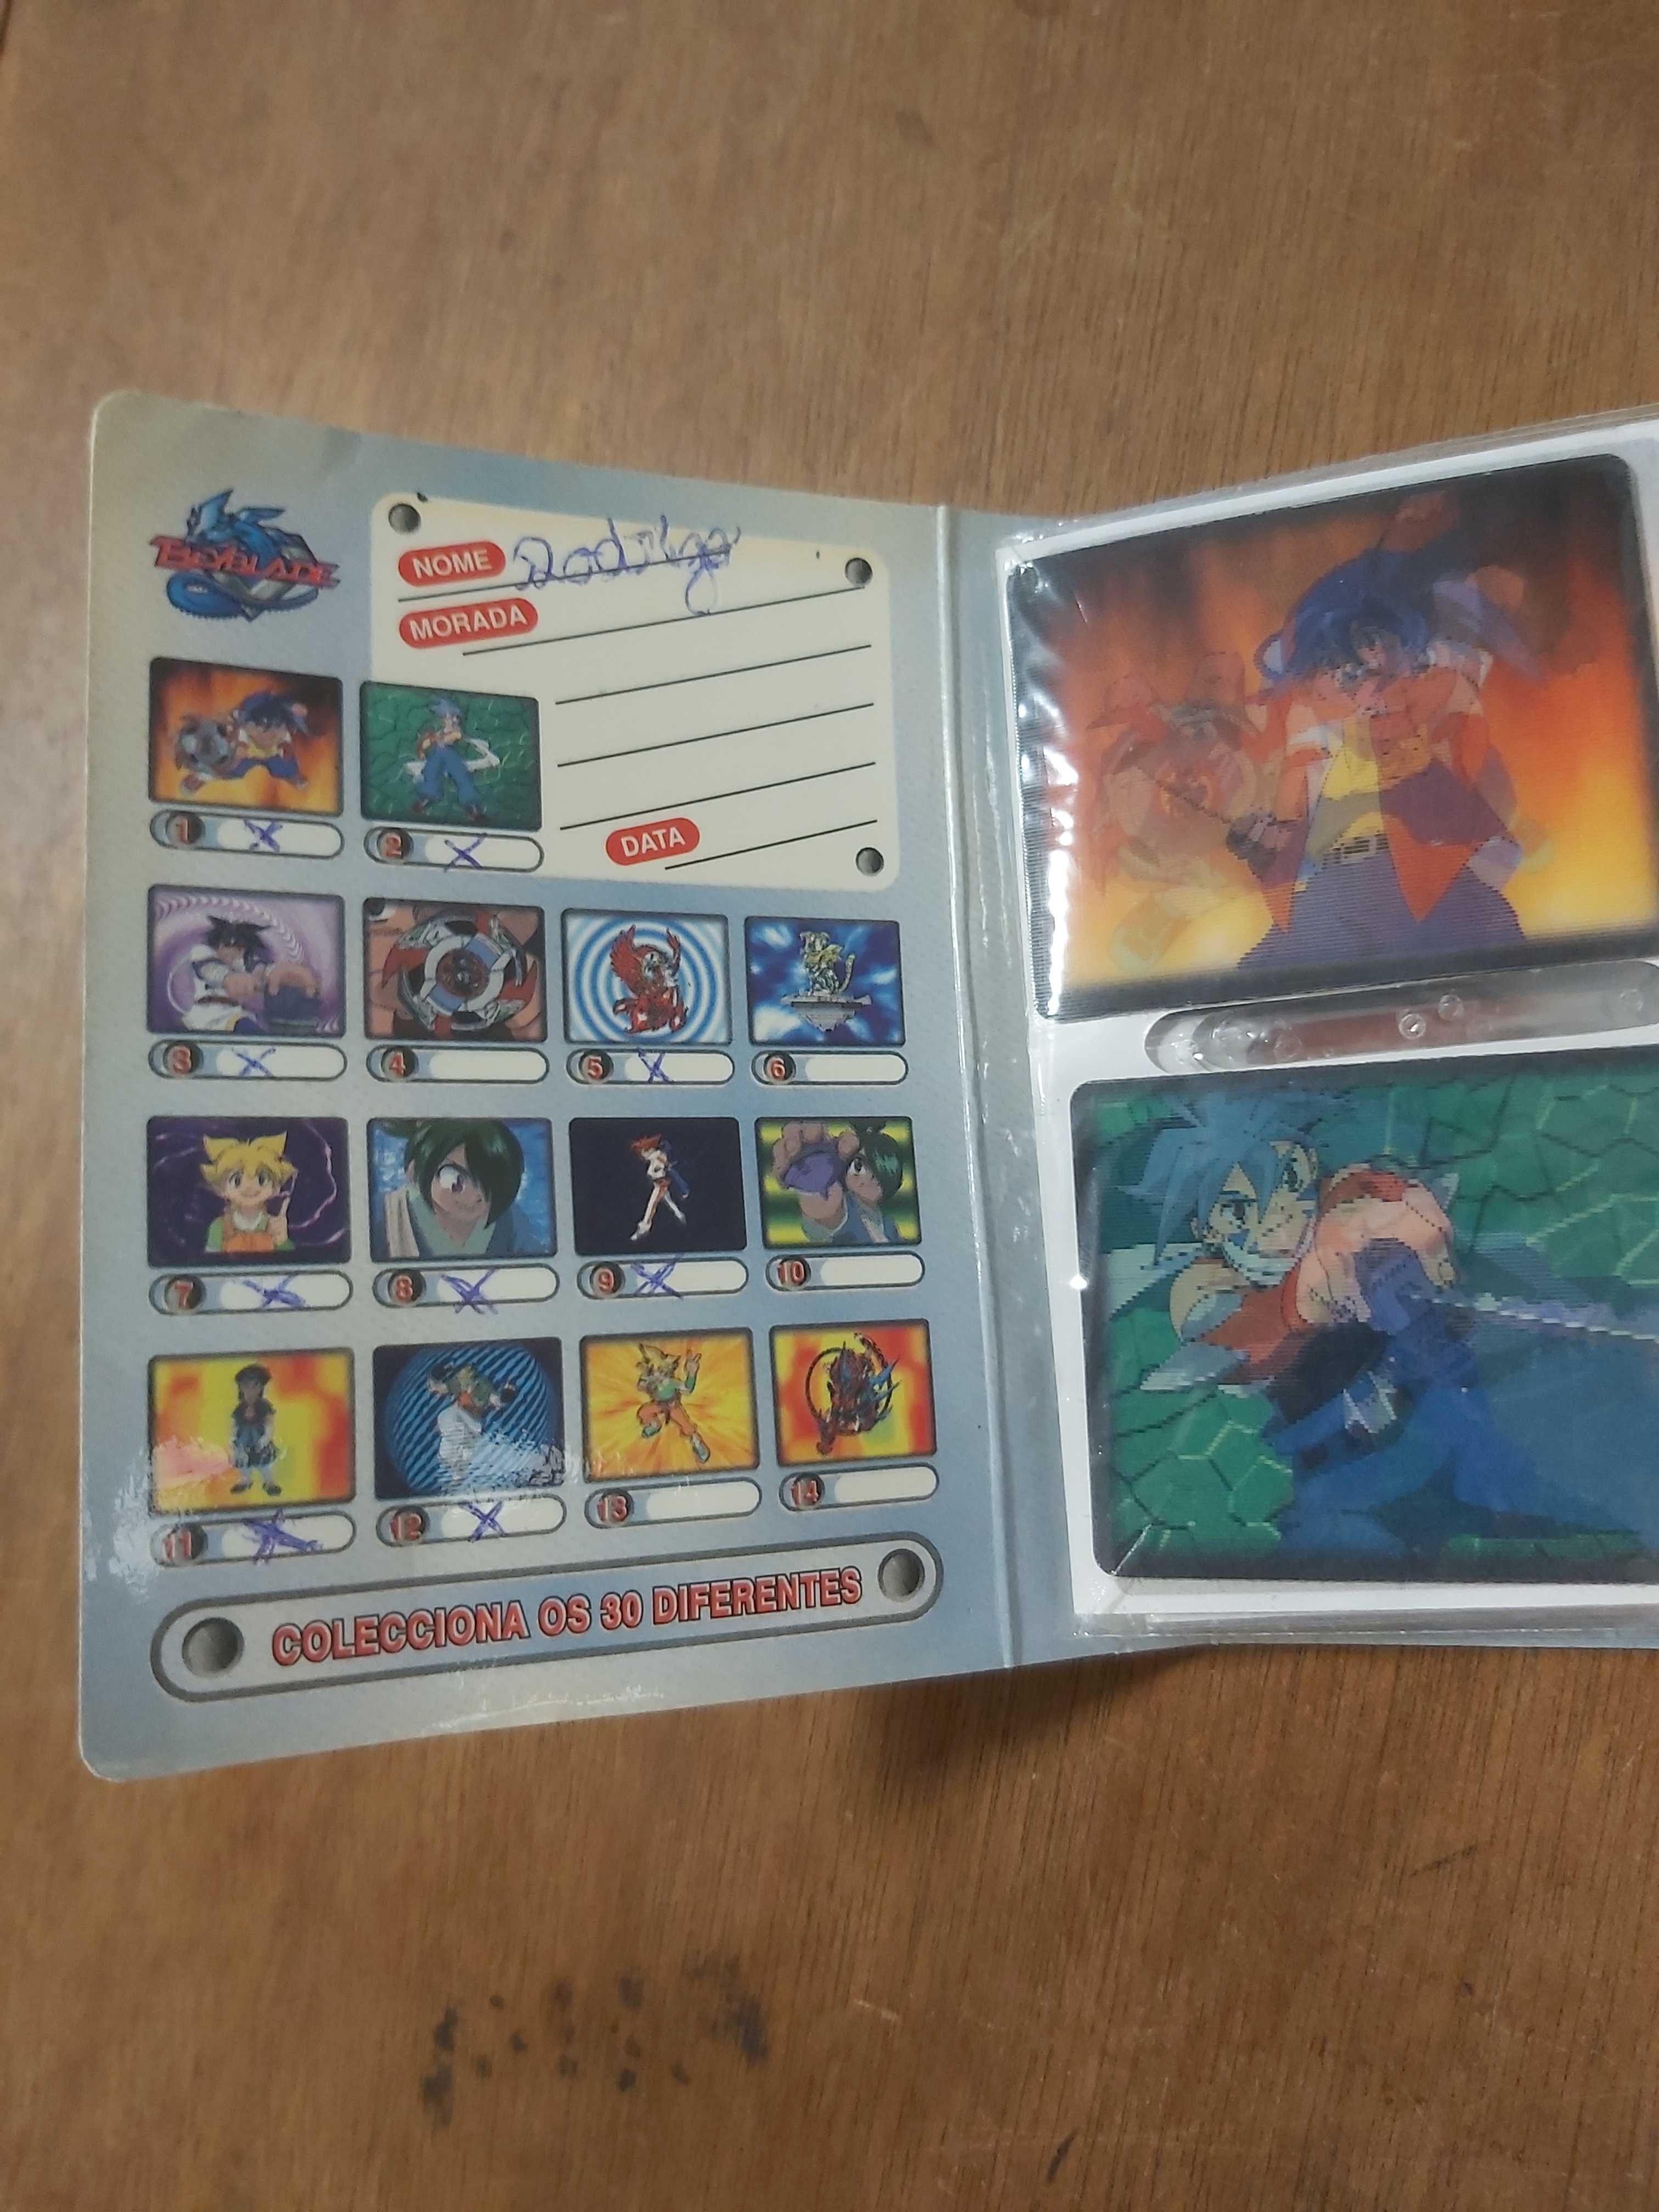 BEYBLADE
NOME Rodrigo
MORADA
DATA
1 X
2 X
3 X
4
5 X
6
7 X
8 X
9 X
10
11 X
12 X
13
14
COLECCIONA OS 30 DIFERENTES